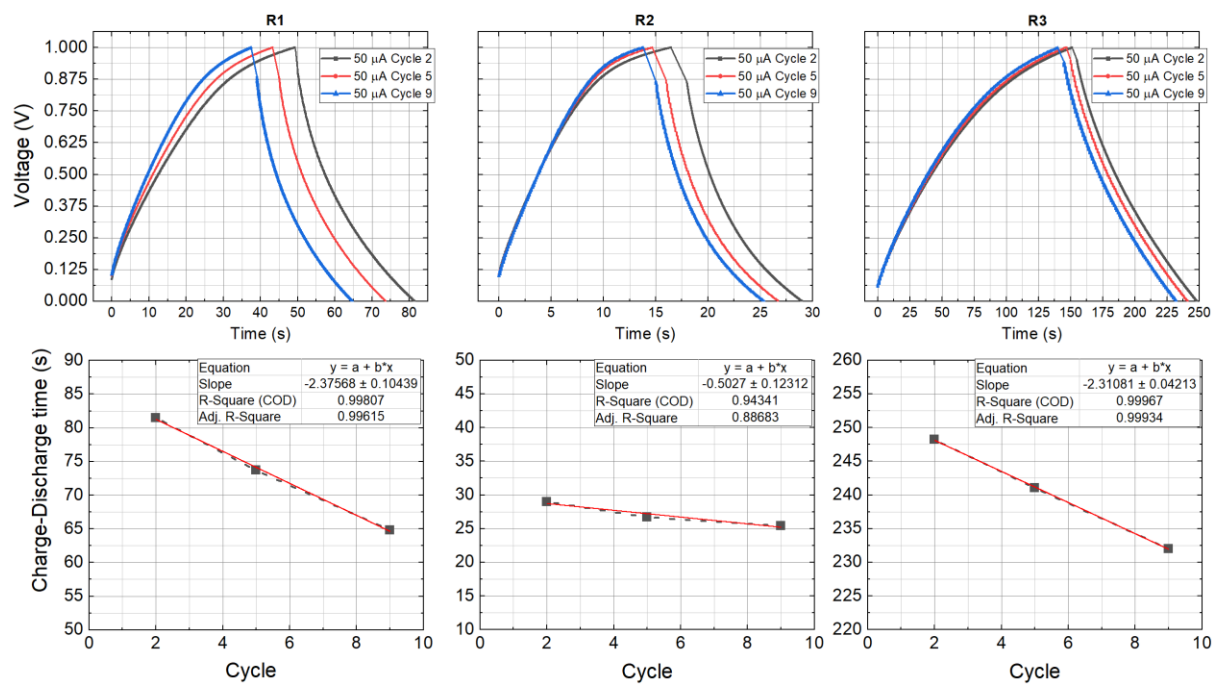 R1
R2
R3
Voltage (V)
1.000
0.875
0.750
0.625
0.500
0.375
0.250
0.125
0.000
50 μA Cycle 2
50 μA Cycle 5
50 μA Cycle 9
0 10 20 30 40 50 60 70 80
Time (s)
50 μA Cycle 2
50 μA Cycle 5
50 μA Cycle 9
0 5 10 15 20 25 30
Time (s)
50 μA Cycle 2
50 μA Cycle 5
50 μA Cycle 9
0 25 50 75 100 125 150 175 200 225 250
Time (s)
Charge-Discharge time (s)
90
85
80
75
70
65
60
55
50
Equation y = a + b*x
Slope -2.37568 ± 0.10439
R-Square (COD) 0.99807
Adj. R-Square 0.99615
0 2 4 6 8 10
Cycle
50
45
40
35
30
25
20
15
10
Equation y = a + b*x
Slope -0.5027 ± 0.12312
R-Square (COD) 0.94341
Adj. R-Square 0.88683
0 2 4 6 8 10
Cycle
260
255
250
245
240
235
230
225
220
Equation y = a + b*x
Slope -2.31081 ± 0.04213
R-Square (COD) 0.99967
Adj. R-Square 0.99934
0 2 4 6 8 10
Cycle